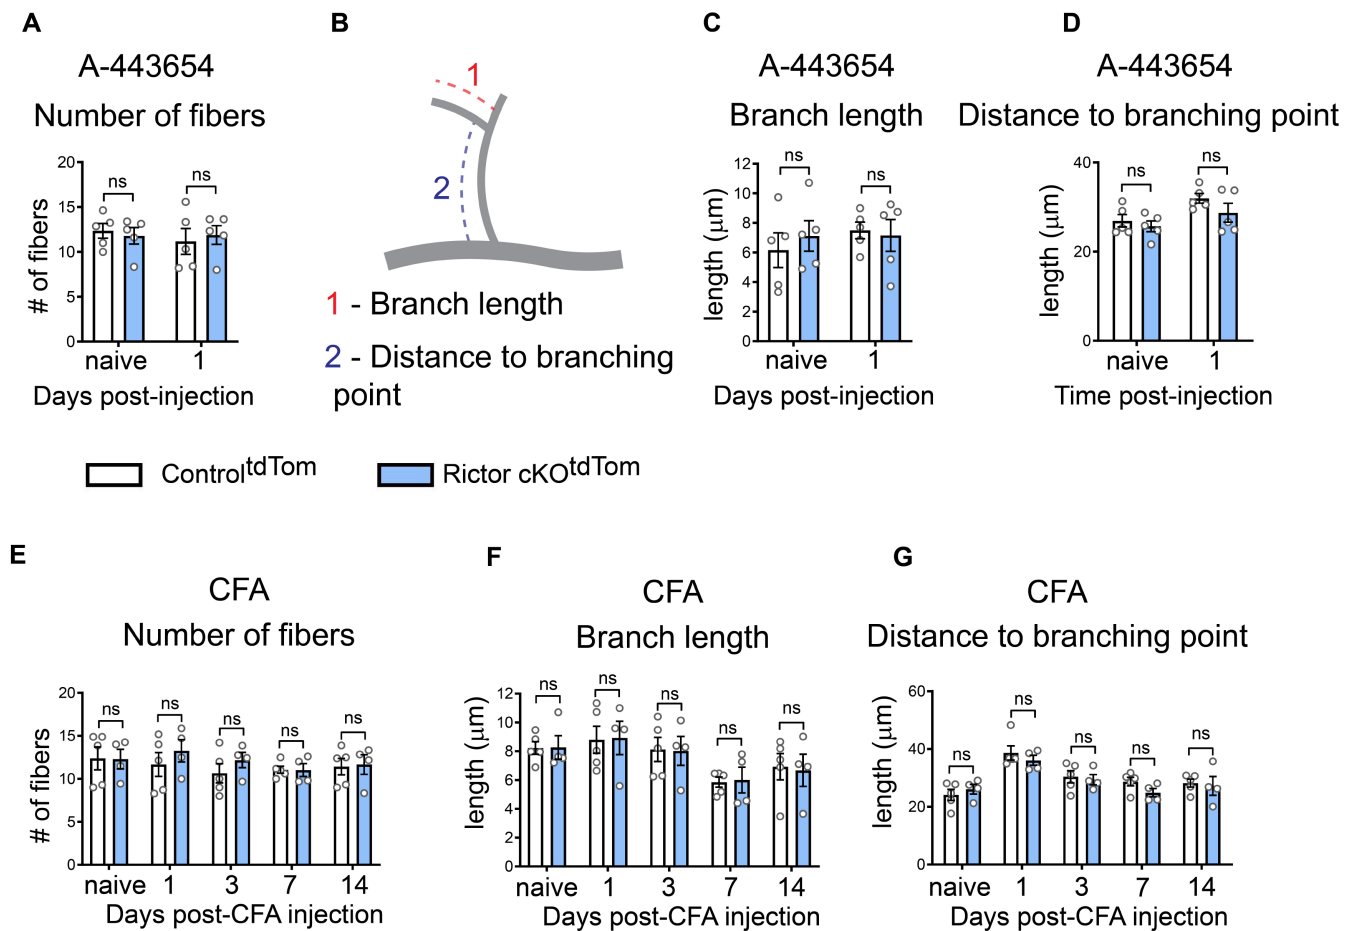 A
A-443654
Number of fibers
# of fibers
20
15
10
5
0
ns
ns
naive
1
Days post-injection
B
1
2
1 - Branch length
2 - Distance to branching
point
C
A-443654
Branch length
length (μm)
12
10
8
6
4
2
0
ns
ns
naive
1
Days post-injection
D
A-443654
Distance to branching point
length (μm)
40
20
0
ns
ns
naive
1
Time post-injection
Control^tdTom
Rictor cKO^tdTom
E
CFA
Number of fibers
# of fibers
20
15
10
5
0
ns
ns
ns
ns
ns
naive
1
3
7
14
Days post-CFA injection
F
CFA
Branch length
length (μm)
12
10
8
6
4
2
0
ns
ns
ns
ns
ns
naive
1
3
7
14
Days post-CFA injection
G
CFA
Distance to branching point
length (μm)
60
40
20
0
ns
ns
ns
ns
ns
naive
1
3
7
14
Days post-CFA injection